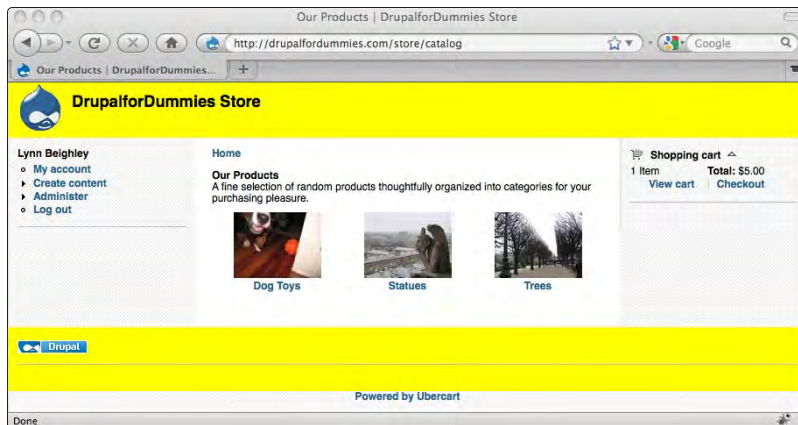 Our Products | DrupalforDummies Store
http://drupalfordummies.com/store/catalog
Google
Our Products | DrupalforDummies...
+
DrupalforDummies Store
Lynn Beighley
My account
Create content
Administer
Log out
Home
Our Products
A fine selection of random products thoughtfully organized into categories for your
purchasing pleasure.
Dog Toys
Statues
Trees
Shopping cart
1 Item Total: $5.00
View cart | Checkout
Drupal
Powered by Ubercart
Done